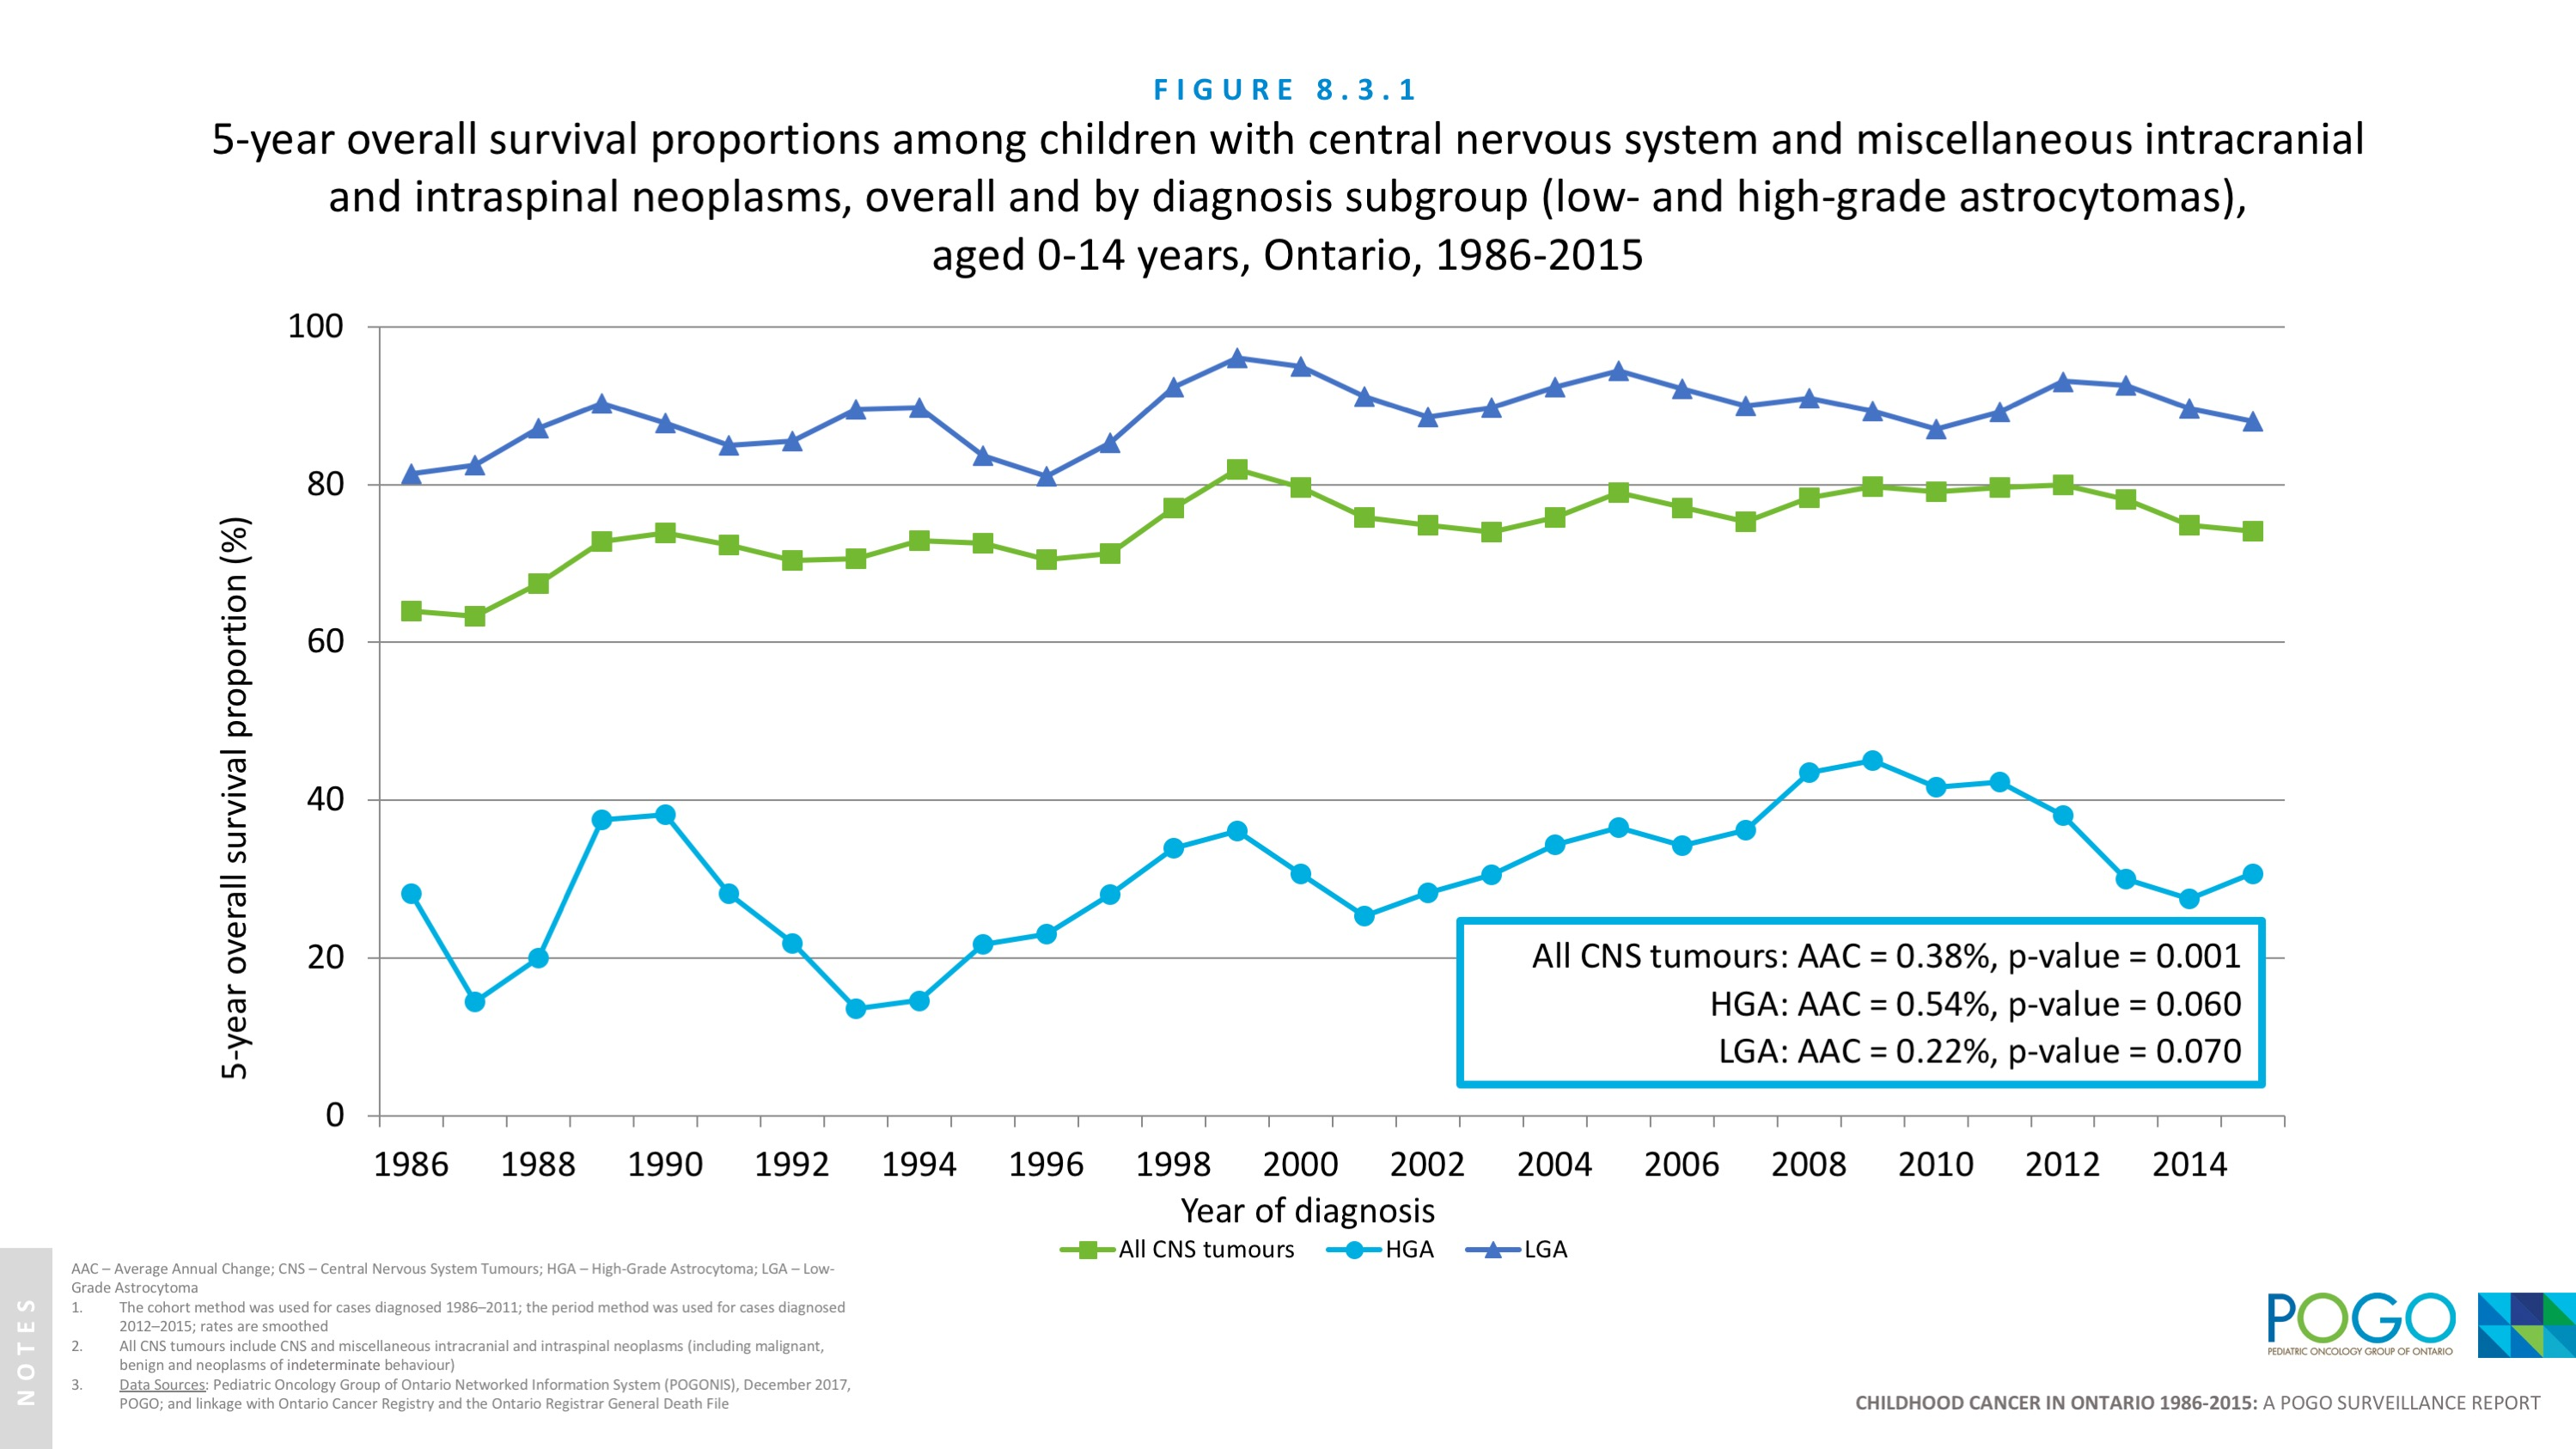 FIGURE 8.3.1
5-year overall survival proportions among children with central nervous system and miscellaneous intracranial
and intraspinal neoplasms, overall and by diagnosis subgroup (low- and high-grade astrocytomas),
aged 0-14 years, Ontario, 1986-2015
5-year overall survival proportion (%)
100
80
60
40
20
0
All CNS tumours: AAC = 0.38%, p-value = 0.001
HGA: AAC = 0.54%, p-value = 0.060
LGA: AAC = 0.22%, p-value = 0.070
1986 1988 1990 1992 1994 1996 1998 2000 2002 2004 2006 2008 2010 2012 2014
Year of diagnosis
All CNS tumours HGA LGA
NOTES
AAC – Average Annual Change; CNS – Central Nervous System Tumours; HGA – High-Grade Astrocytoma; LGA – Low-
Grade Astrocytoma
1. The cohort method was used for cases diagnosed 1986–2011; the period method was used for cases diagnosed
2012–2015; rates are smoothed
2. All CNS tumours include CNS and miscellaneous intracranial and intraspinal neoplasms (including malignant,
benign and neoplasms of indeterminate behaviour)
3. Data Sources: Pediatric Oncology Group of Ontario Networked Information System (POGONIS), December 2017,
POGO; and linkage with Ontario Cancer Registry and the Ontario Registrar General Death File
POGO
PEDIATRIC ONCOLOGY GROUP OF ONTARIO
CHILDHOOD CANCER IN ONTARIO 1986-2015: A POGO SURVEILLANCE REPORT